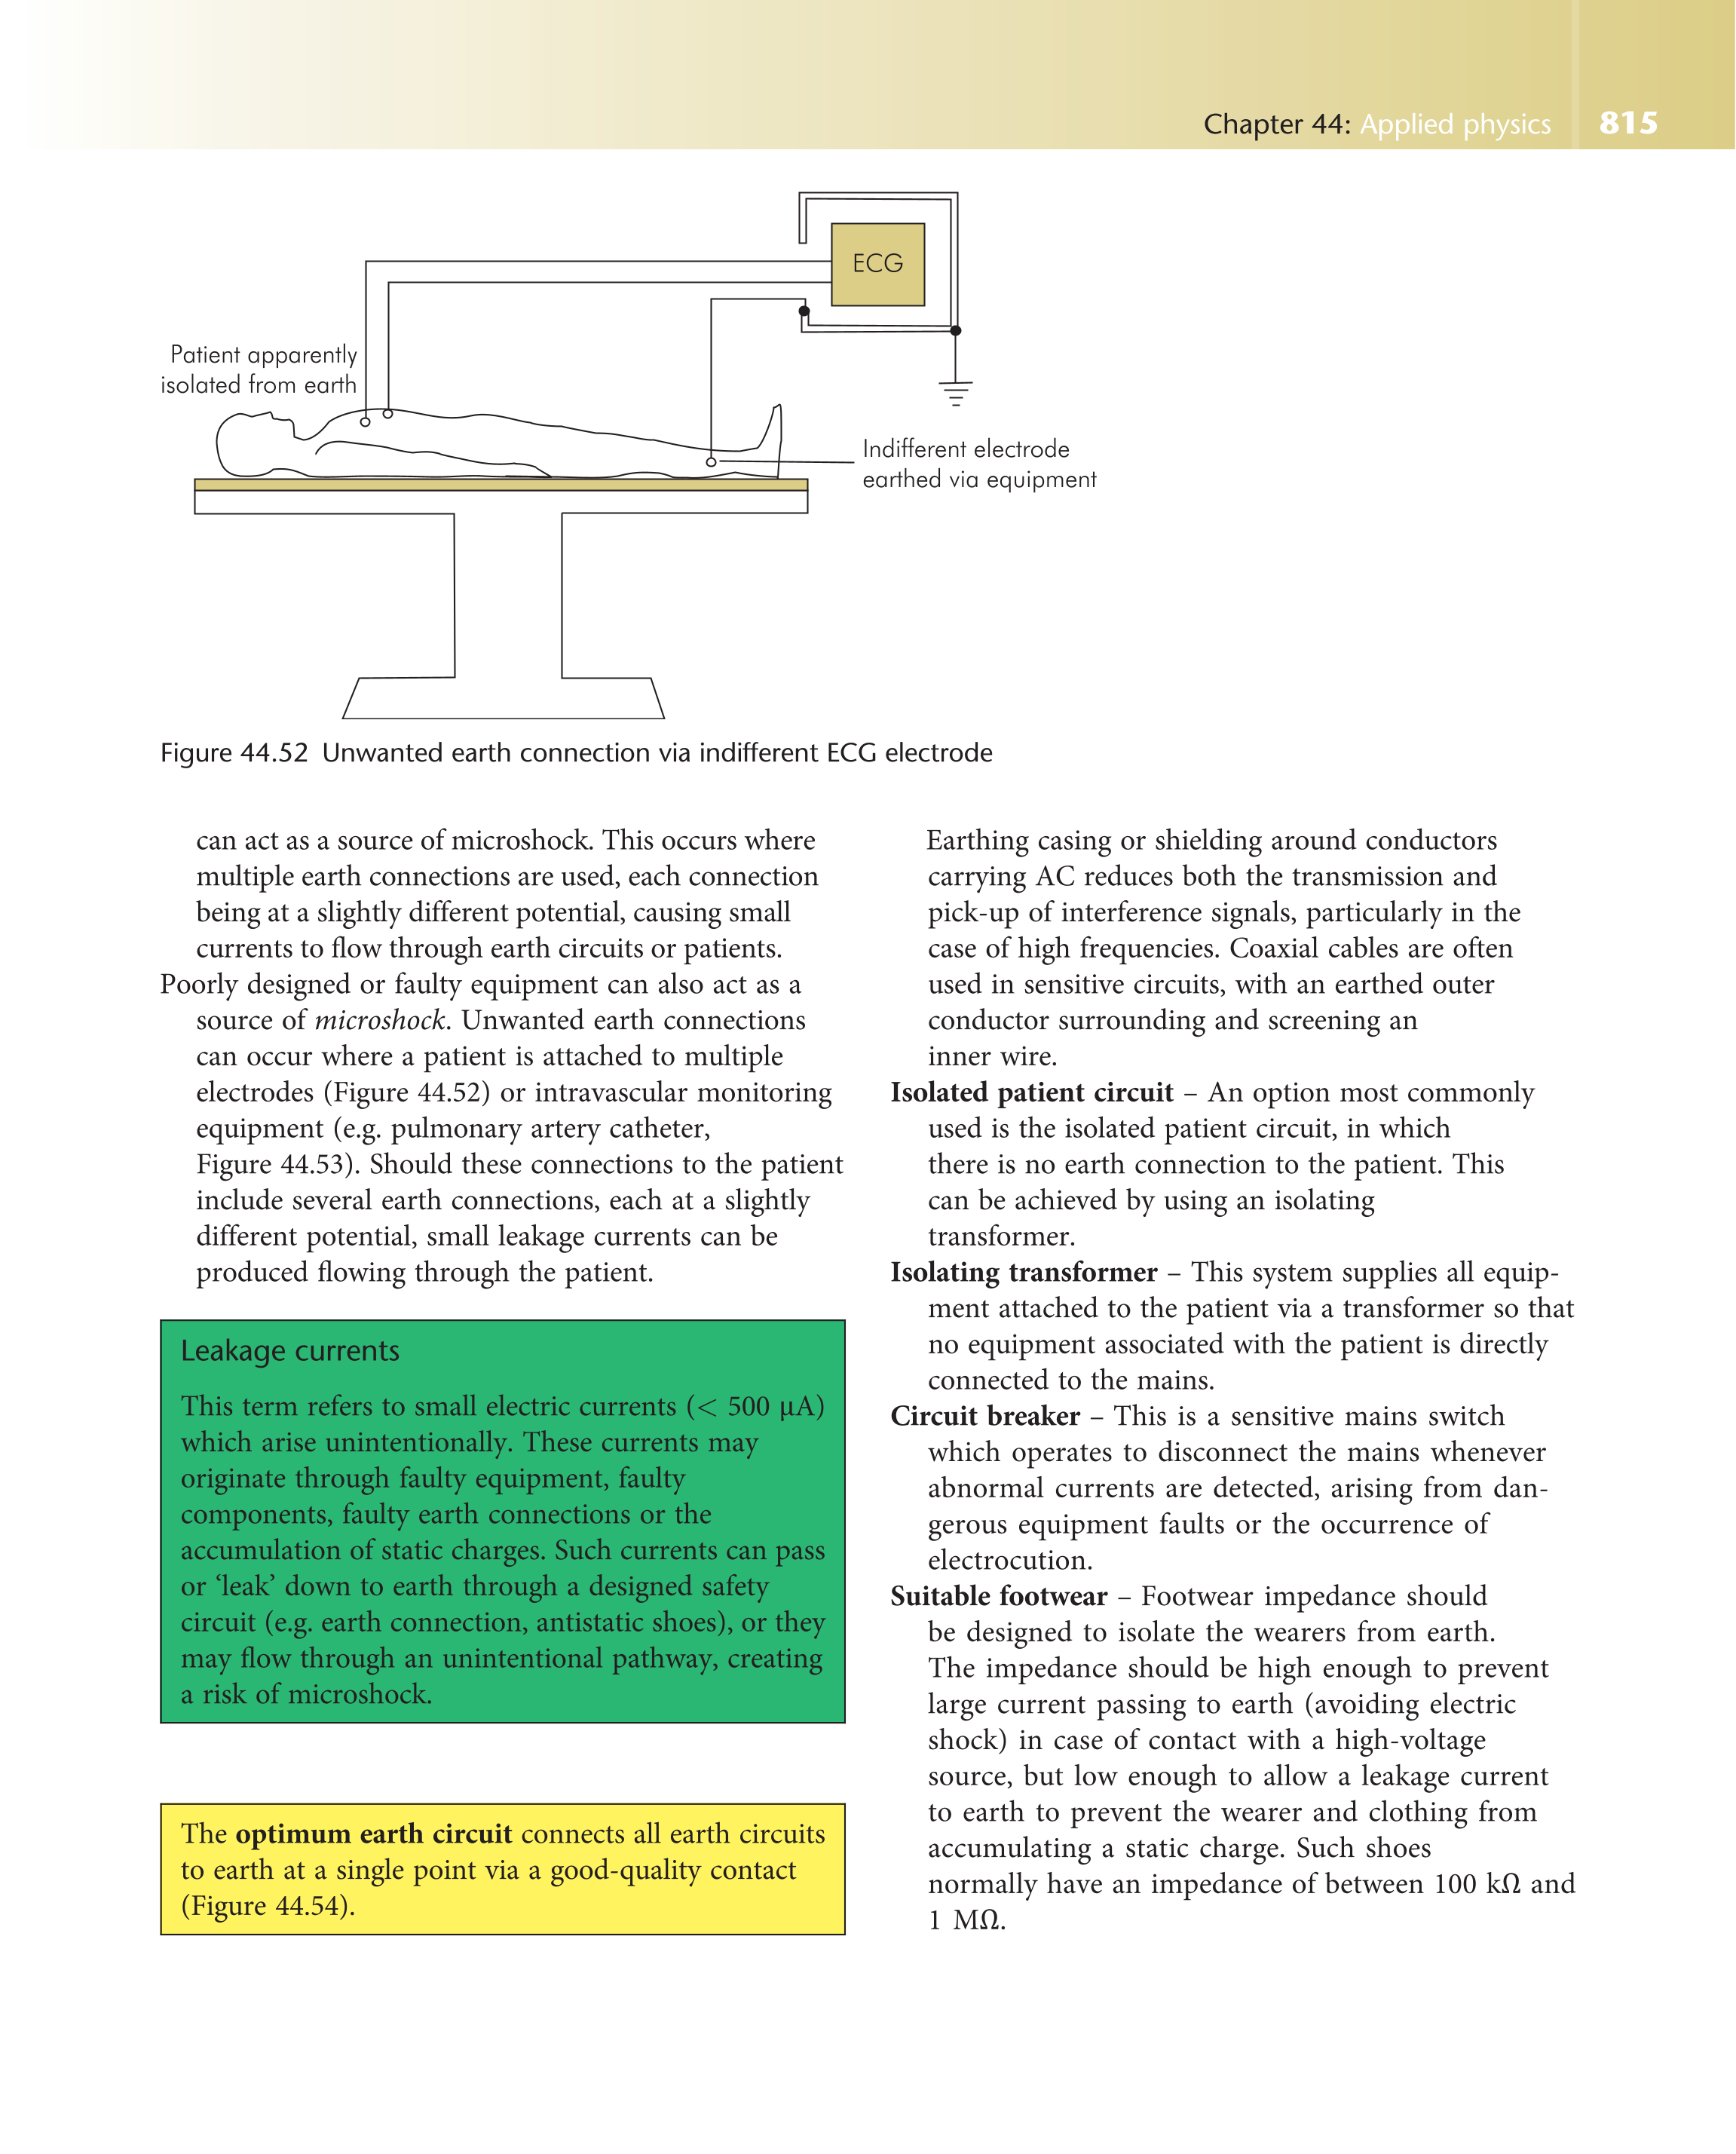 Chapter 44: Applied physics 815
ECG
Patient apparently
isolated from earth
Indifferent electrode
earthed via equipment
Figure 44.52 Unwanted earth connection via indifferent ECG electrode
can act as a source of microshock. This occurs where
multiple earth connections are used, each connection
being at a slightly different potential, causing small
currents to flow through earth circuits or patients.
Poorly designed or faulty equipment can also act as a
source of microshock. Unwanted earth connections
can occur where a patient is attached to multiple
electrodes (Figure 44.52) or intravascular monitoring
equipment (e.g. pulmonary artery catheter,
Figure 44.53). Should these connections to the patient
include several earth connections, each at a slightly
different potential, small leakage currents can be
produced flowing through the patient.
Leakage currents
This term refers to small electric currents (< 500 μA)
which arise unintentionally. These currents may
originate through faulty equipment, faulty
components, faulty earth connections or the
accumulation of static charges. Such currents can pass
or ‘leak’ down to earth through a designed safety
circuit (e.g. earth connection, antistatic shoes), or they
may flow through an unintentional pathway, creating
a risk of microshock.
The optimum earth circuit connects all earth circuits
to earth at a single point via a good-quality contact
(Figure 44.54).
Earthing casing or shielding around conductors
carrying AC reduces both the transmission and
pick-up of interference signals, particularly in the
case of high frequencies. Coaxial cables are often
used in sensitive circuits, with an earthed outer
conductor surrounding and screening an
inner wire.
Isolated patient circuit – An option most commonly
used is the isolated patient circuit, in which
there is no earth connection to the patient. This
can be achieved by using an isolating
transformer.
Isolating transformer – This system supplies all equip-
ment attached to the patient via a transformer so that
no equipment associated with the patient is directly
connected to the mains.
Circuit breaker – This is a sensitive mains switch
which operates to disconnect the mains whenever
abnormal currents are detected, arising from dan-
gerous equipment faults or the occurrence of
electrocution.
Suitable footwear – Footwear impedance should
be designed to isolate the wearers from earth.
The impedance should be high enough to prevent
large current passing to earth (avoiding electric
shock) in case of contact with a high-voltage
source, but low enough to allow a leakage current
to earth to prevent the wearer and clothing from
accumulating a static charge. Such shoes
normally have an impedance of between 100 kΩ and
1 MΩ.